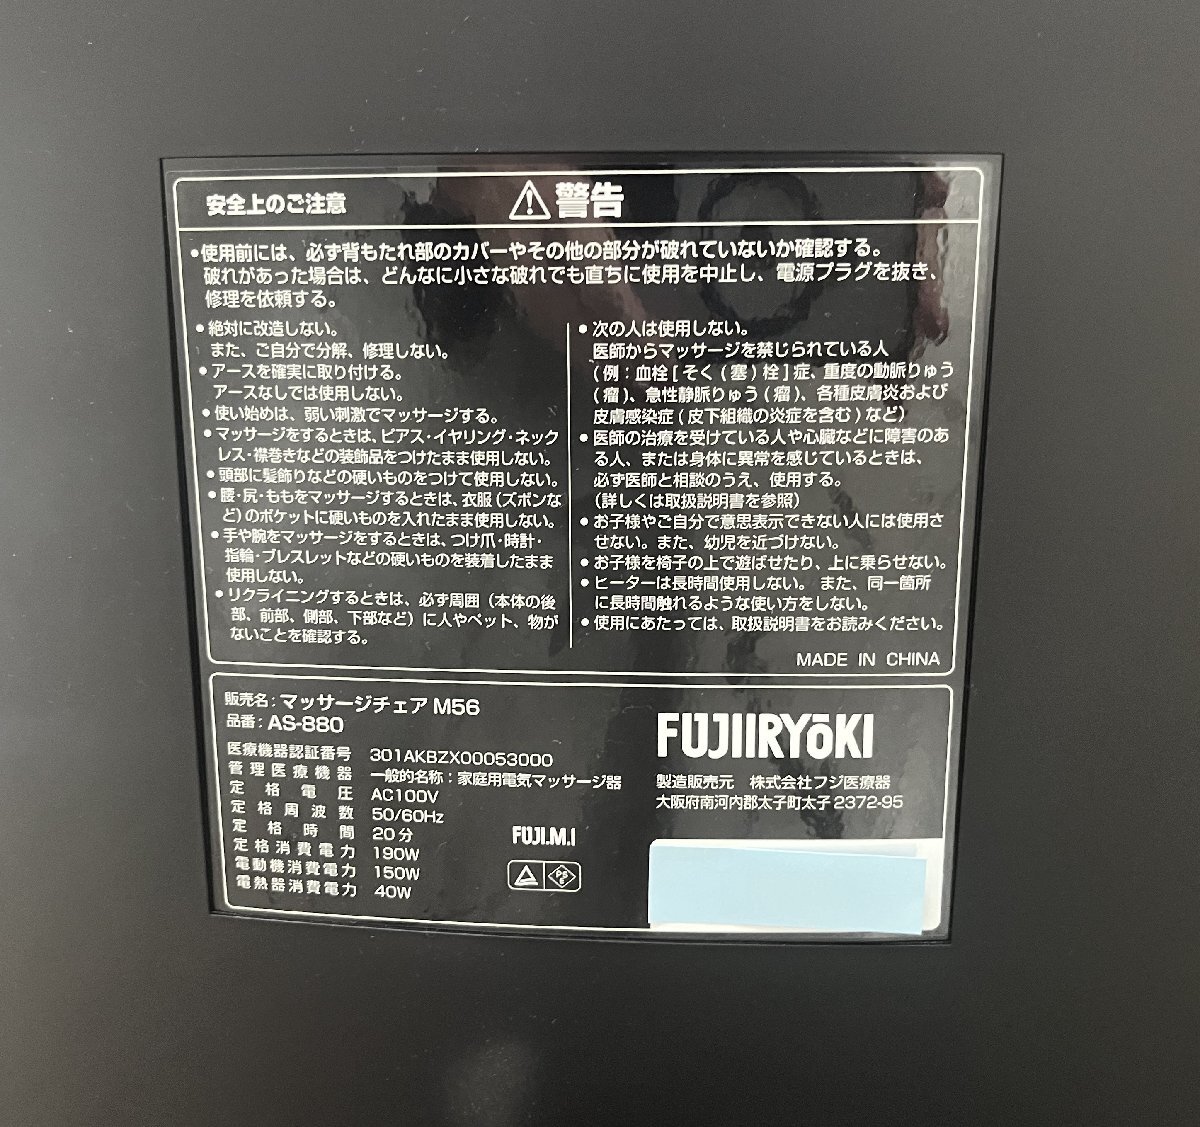 安全上のご注意
警告
●使用前には、必ず背もたれ部のカバーやその他の部分が破れていないか確認する。
破れがあった場合は、どんなに小さな破れでも直ちに使用を中止し、電源プラグを抜き、
修理を依頼する。
●絶対に改造しない。
また、ご自分で分解、修理しない。
●アースを確実に取り付ける。
アースなしでは使用しない。
●使い始めは、弱い刺激でマッサージする。
●マッサージをするときは、ピアス・イヤリング・ネック
レス・襟巻きなどの装飾品をつけたまま使用しない。
●頭部に髪飾りなどの硬いものをつけて使用しない。
●腰・尻・ももをマッサージするときは、衣服(ズボンな
ど)のポケットに硬いものを入れたまま使用しない。
●手や腕をマッサージをするときは、つけ爪・時計・
指輪・ブレスレットなどの硬いものを装着したまま
使用しない。
●リクライニングするときは、必ず周囲(本体の後
部、前部、側部、下部など)に人やペット、物が
ないことを確認する。
●次の人は使用しない。
医師からマッサージを禁じられている人
(例:血栓[そく(塞)栓]症、重度の動脈りゅう
(瘤)、急性静脈りゅう(瘤)、各種皮膚炎および
皮膚感染症(皮下組織の炎症を含む)など)
●医師の治療を受けている人や心臓などに障害のあ
る人、または身体に異常を感じているときは、
必ず医師と相談のうえ、使用する。
(詳しくは取扱説明書を参照)
●お子様やご自分で意思表示できない人には使用さ
せない。また、幼児を近づけない。
●お子様を椅子の上で遊ばせたり、上に乗らせない。
●ヒーターは長時間使用しない。また、同一箇所
に長時間触れるような使い方をしない。
●使用にあたっては、取扱説明書をお読みください。
MADE IN CHINA
販売名:マッサージチェア M56
品番:AS-880
医療機器認証番号 301AKBZX00053000
管理医療機器 一般的名称:家庭用電気マッサージ器
定格電圧 AC100V
定格周波数 50/60Hz
定格時間 20分
定格消費電力 190W
電動機消費電力 150W
電熱器消費電力 40W
FUJI.M.I
PS
E
FUJIIRYōKI
製造販売元 株式会社フジ医療器
大阪府南河内郡太子町太子2372-95